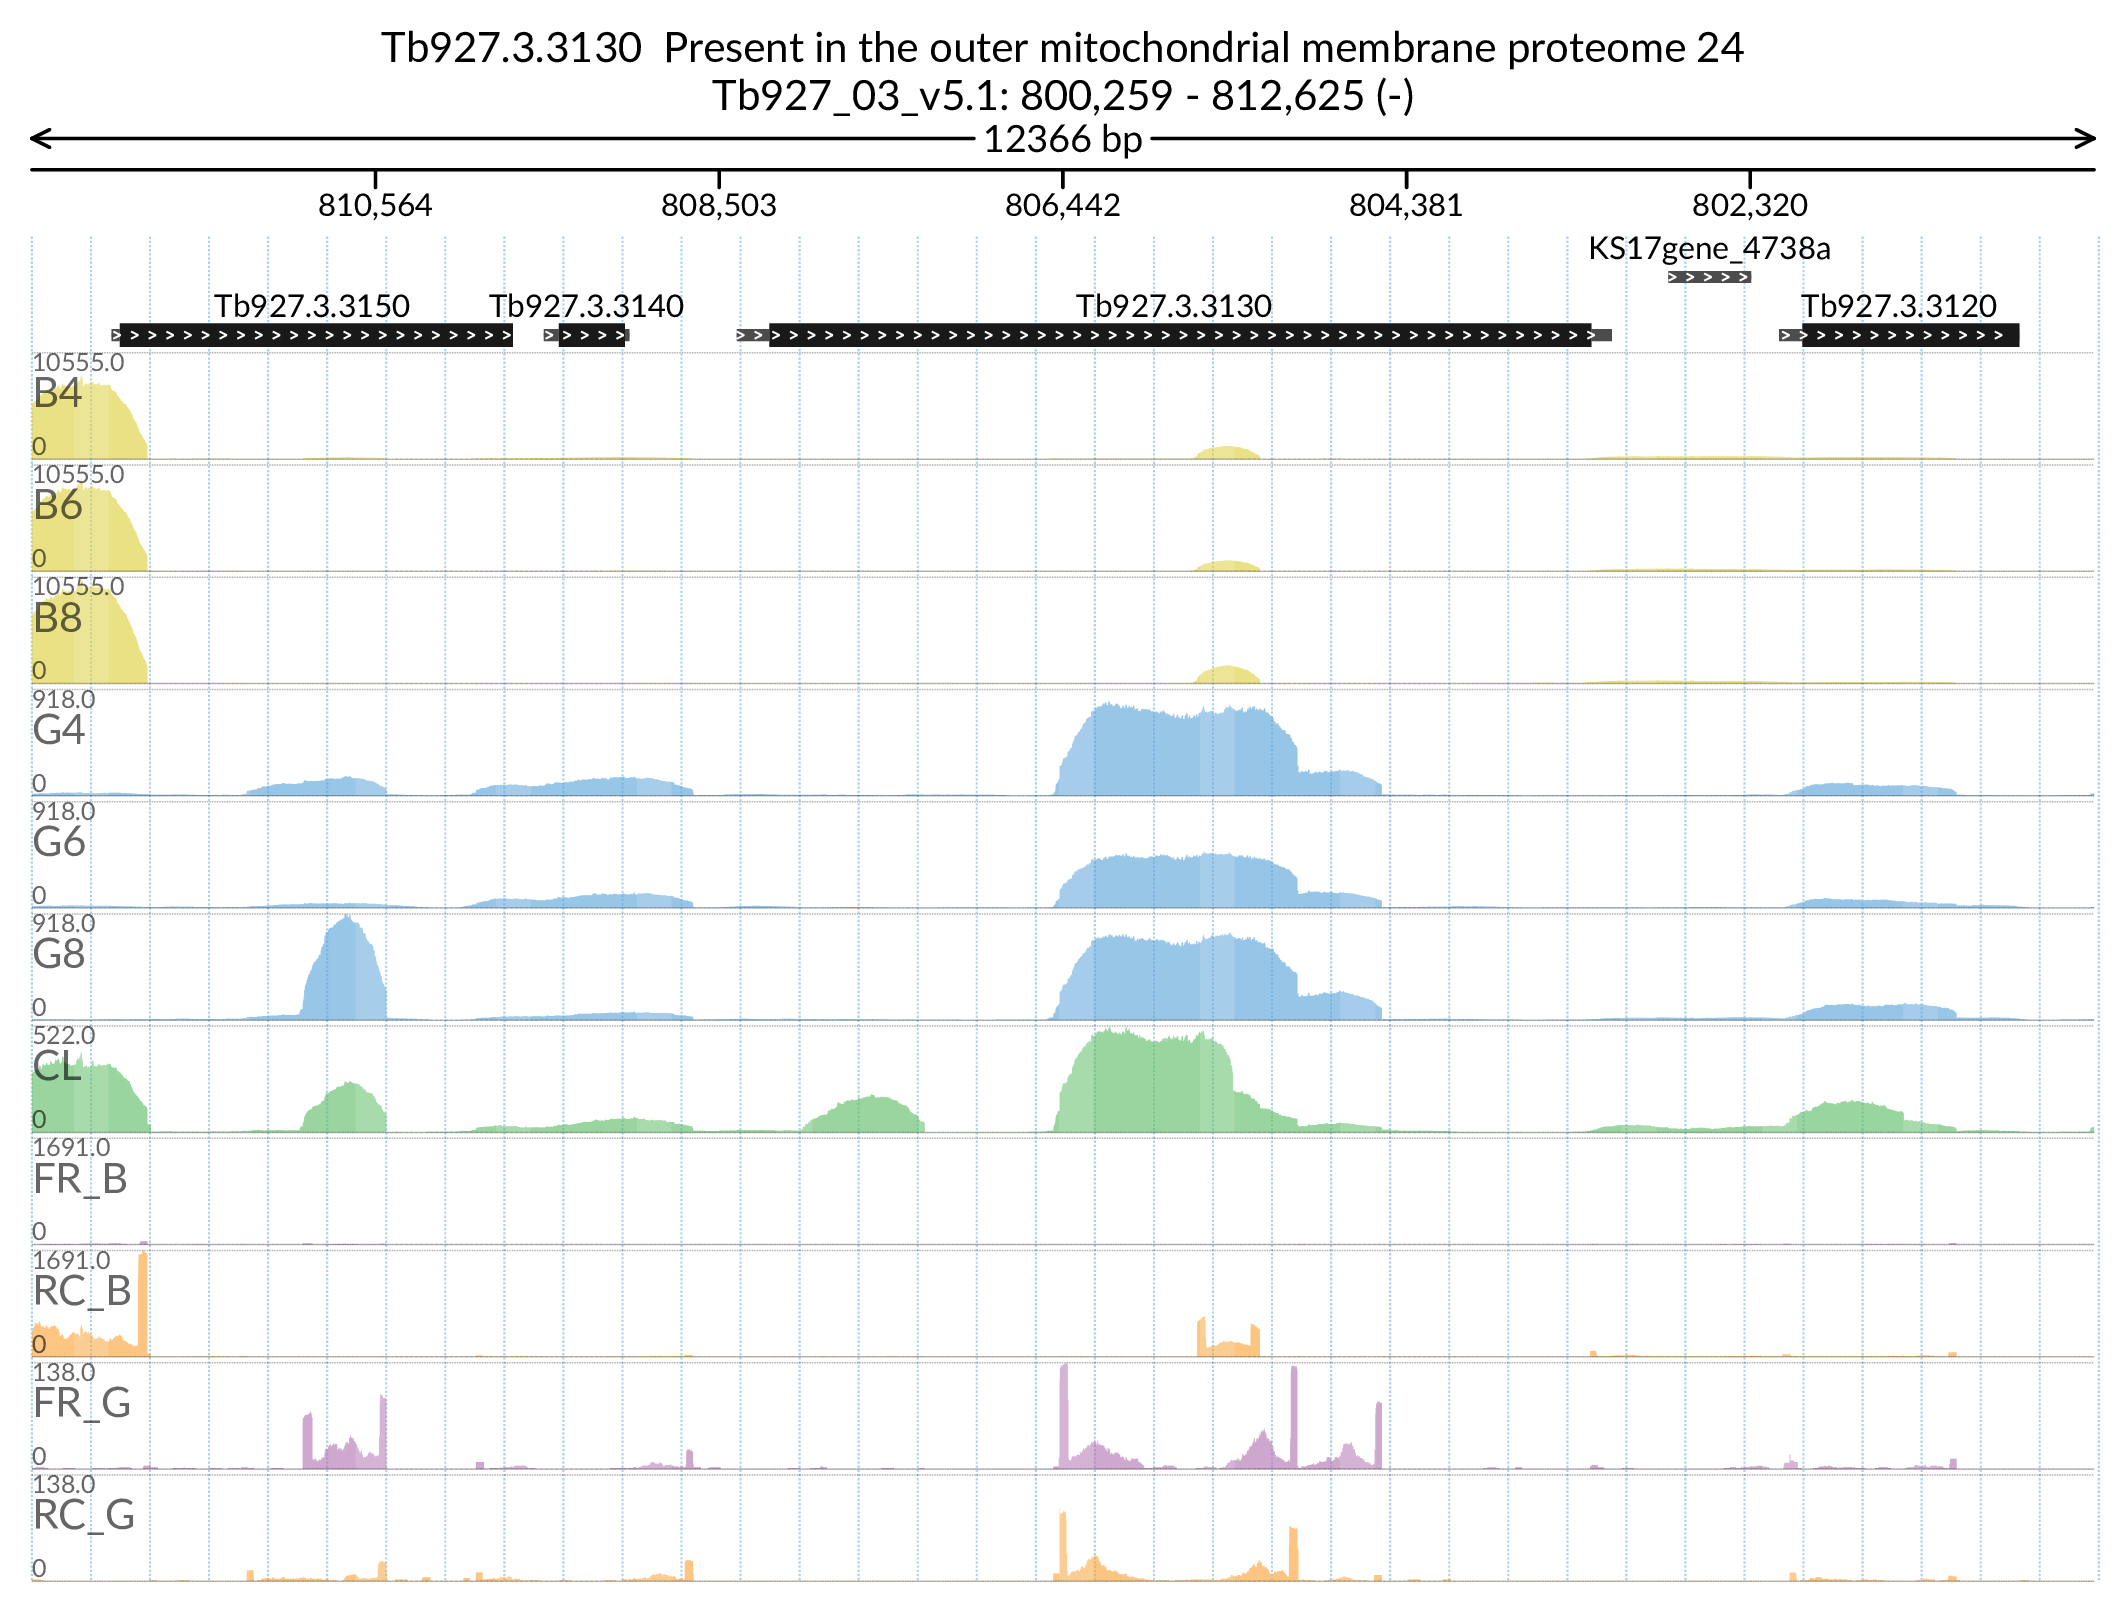 Tb927.3.3130  Present in the outer mitochondrial membrane proteome 24
Tb927_03_v5.1: 800,259 - 812,625 (-)
12366 bp
810,564 808,503 806,442 804,381 802,320
KS17gene_4738a
Tb927.3.3150 Tb927.3.3140 Tb927.3.3130 Tb927.3.3120
10555.0
B4
0
10555.0
B6
0
10555.0
B8
0
918.0
G4
0
918.0
G6
0
918.0
G8
0
522.0
CL
0
1691.0
FR_B
0
1691.0
RC_B
0
138.0
FR_G
0
138.0
RC_G
0